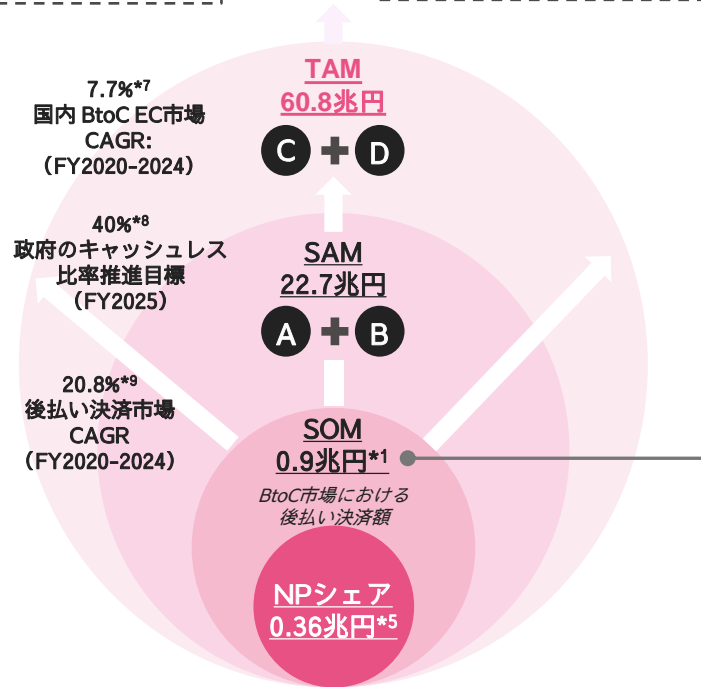 TAM
60.8兆円
C + D
7.7%*7
国内 BtoC EC市場
CAGR:
（FY2020-2024）
40%*8
政府のキャッシュレス
比率推進目標
（FY2025）
SAM
22.7兆円
A + B
20.8%*9
後払い決済市場
CAGR
（FY2020-2024）
SOM
0.9兆円*1
BtoC市場における
後払い決済額
NPシェア
0.36兆円*5